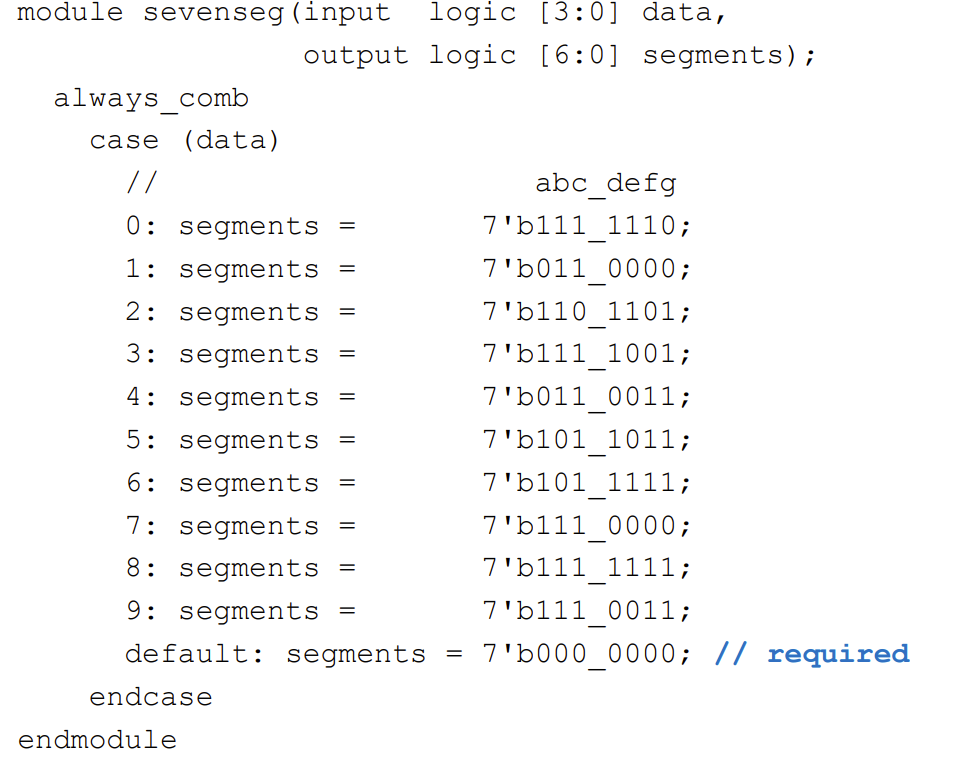 module sevenseg(input  logic [3:0] data,
                output logic [6:0] segments);
  always_comb
    case (data)
      //                     abc_defg
      0: segments =       7'b111_1110;
      1: segments =       7'b011_0000;
      2: segments =       7'b110_1101;
      3: segments =       7'b111_1001;
      4: segments =       7'b011_0011;
      5: segments =       7'b101_1011;
      6: segments =       7'b101_1111;
      7: segments =       7'b111_0000;
      8: segments =       7'b111_1111;
      9: segments =       7'b111_0011;
      default: segments = 7'b000_0000; // required
    endcase
endmodule